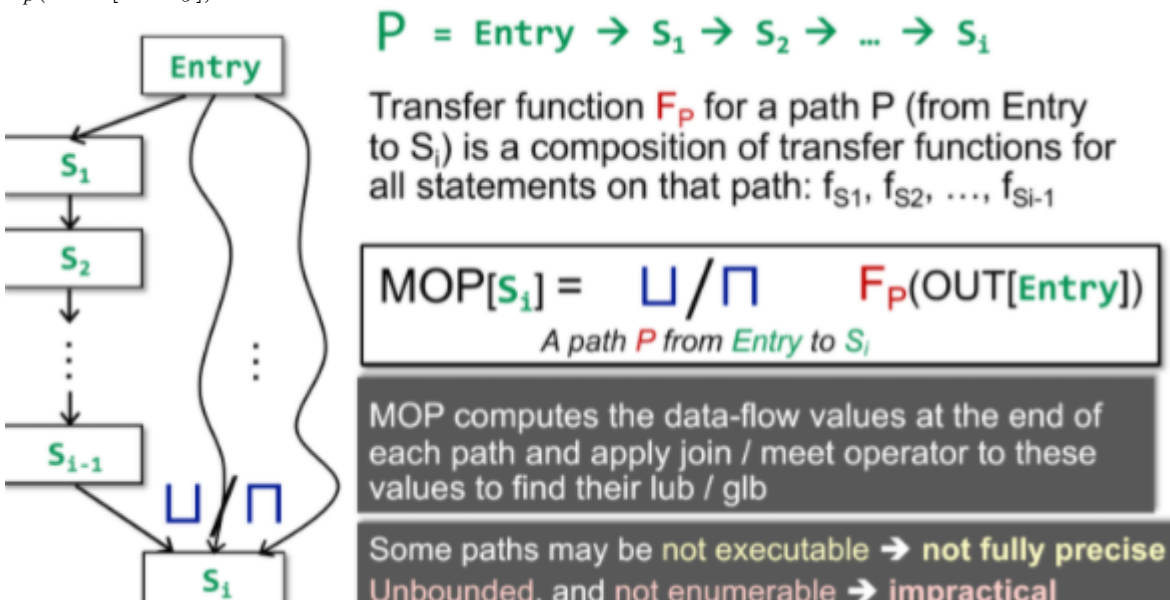 P = Entry → S₁ → S₂ → … → Sᵢ
Entry
S₁
S₂
⋮
Sᵢ₋₁
⊔ / ⊓
Sᵢ
⋮
Transfer function Fₚ for a path P (from Entry
to Sᵢ) is a composition of transfer functions for
all statements on that path: f_S1, f_S2, …, f_Si-1
MOP[Sᵢ] = ⊔/⊓ Fₚ(OUT[Entry])
A path P from Entry to Sᵢ
MOP computes the data-flow values at the end of
each path and apply join / meet operator to these
values to find their lub / glb
Some paths may be not executable → not fully precise
Unbounded, and not enumerable → impractical